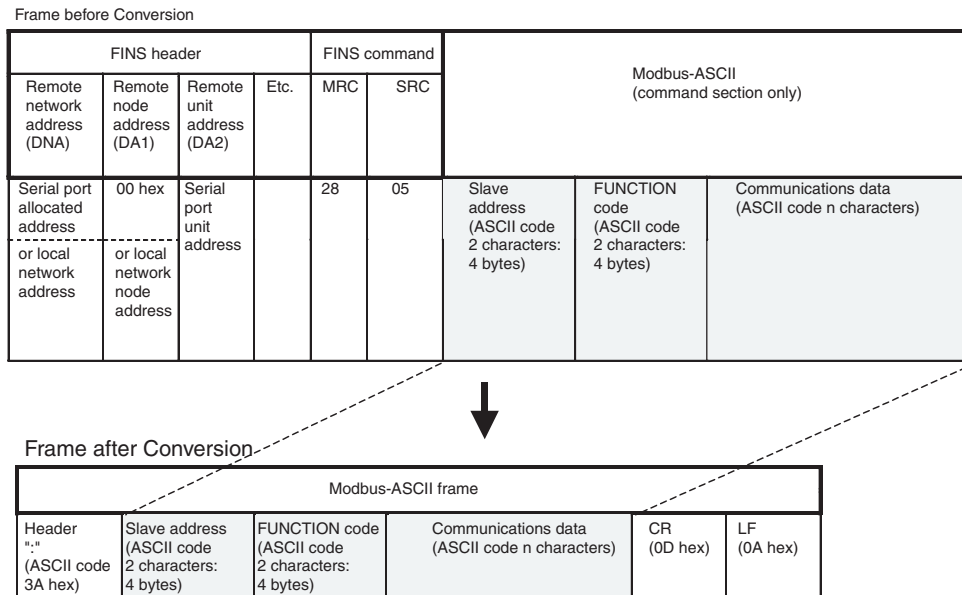 Frame before Conversion
FINS header
FINS command
Modbus-ASCII
(command section only)
Remote
network
address
(DNA)
Remote
node
address
(DA1)
Remote
unit
address
(DA2)
Etc.
MRC
SRC
Serial port
allocated
address
00 hex
Serial
port
unit
address
28
05
Slave
address
(ASCII code
2 characters:
4 bytes)
FUNCTION
code
(ASCII code
2 characters:
4 bytes)
Communications data
(ASCII code n characters)
or local
network
address
or local
network
node
address
Frame after Conversion
Modbus-ASCII frame
Header
":"
(ASCII code
3A hex)
Slave address
(ASCII code
2 characters:
4 bytes)
FUNCTION code
(ASCII code
2 characters:
4 bytes)
Communications data
(ASCII code n characters)
CR
(0D hex)
LF
(0A hex)